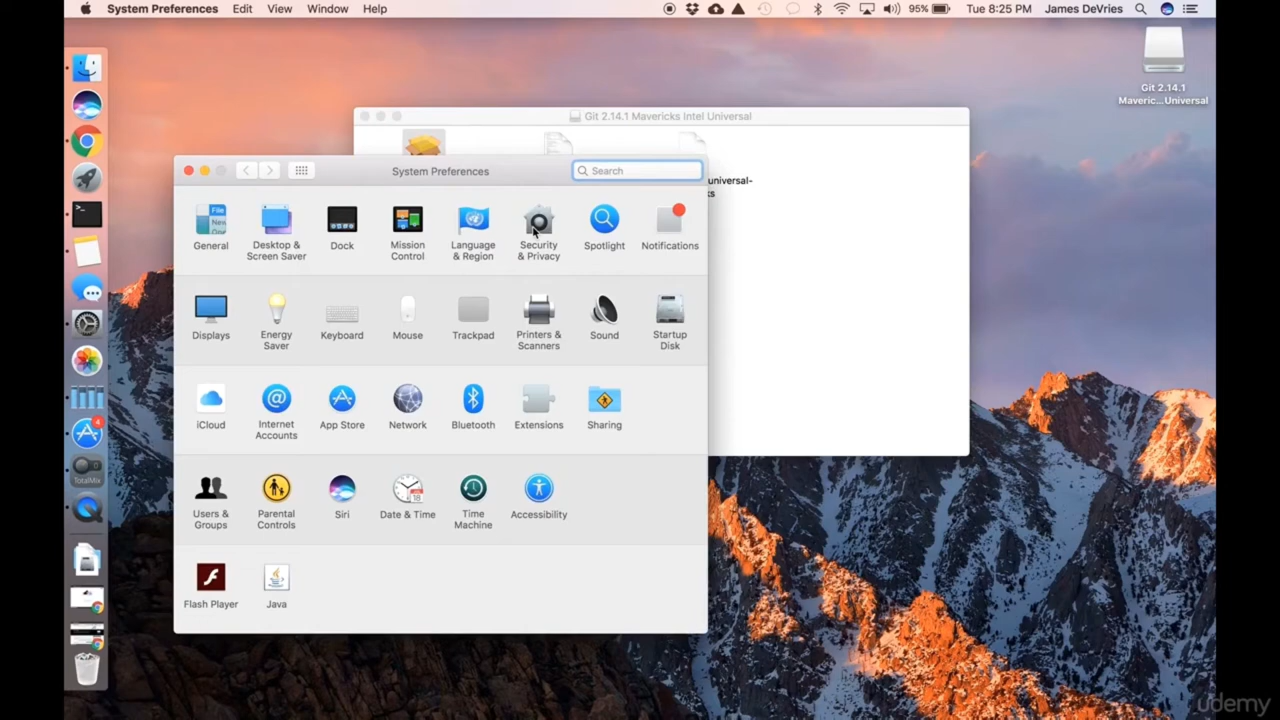 System Preferences Edit View Window Help
95% Tue 8:25 PM James DeVries
Git 2.14.1
Maveric...Universal
Git 2.14.1 Mavericks Intel Universal
universal-
ks
System Preferences
Search
General
Desktop &
Screen Saver
Dock
Mission
Control
Language
& Region
Security
& Privacy
Spotlight
Notifications
Displays
Energy
Saver
Keyboard
Mouse
Trackpad
Printers &
Scanners
Sound
Startup
Disk
iCloud
Internet
Accounts
App Store
Network
Bluetooth
Extensions
Sharing
Users &
Groups
Parental
Controls
Siri
Date & Time
Time
Machine
Accessibility
Flash Player
Java
TotalMix
udemy